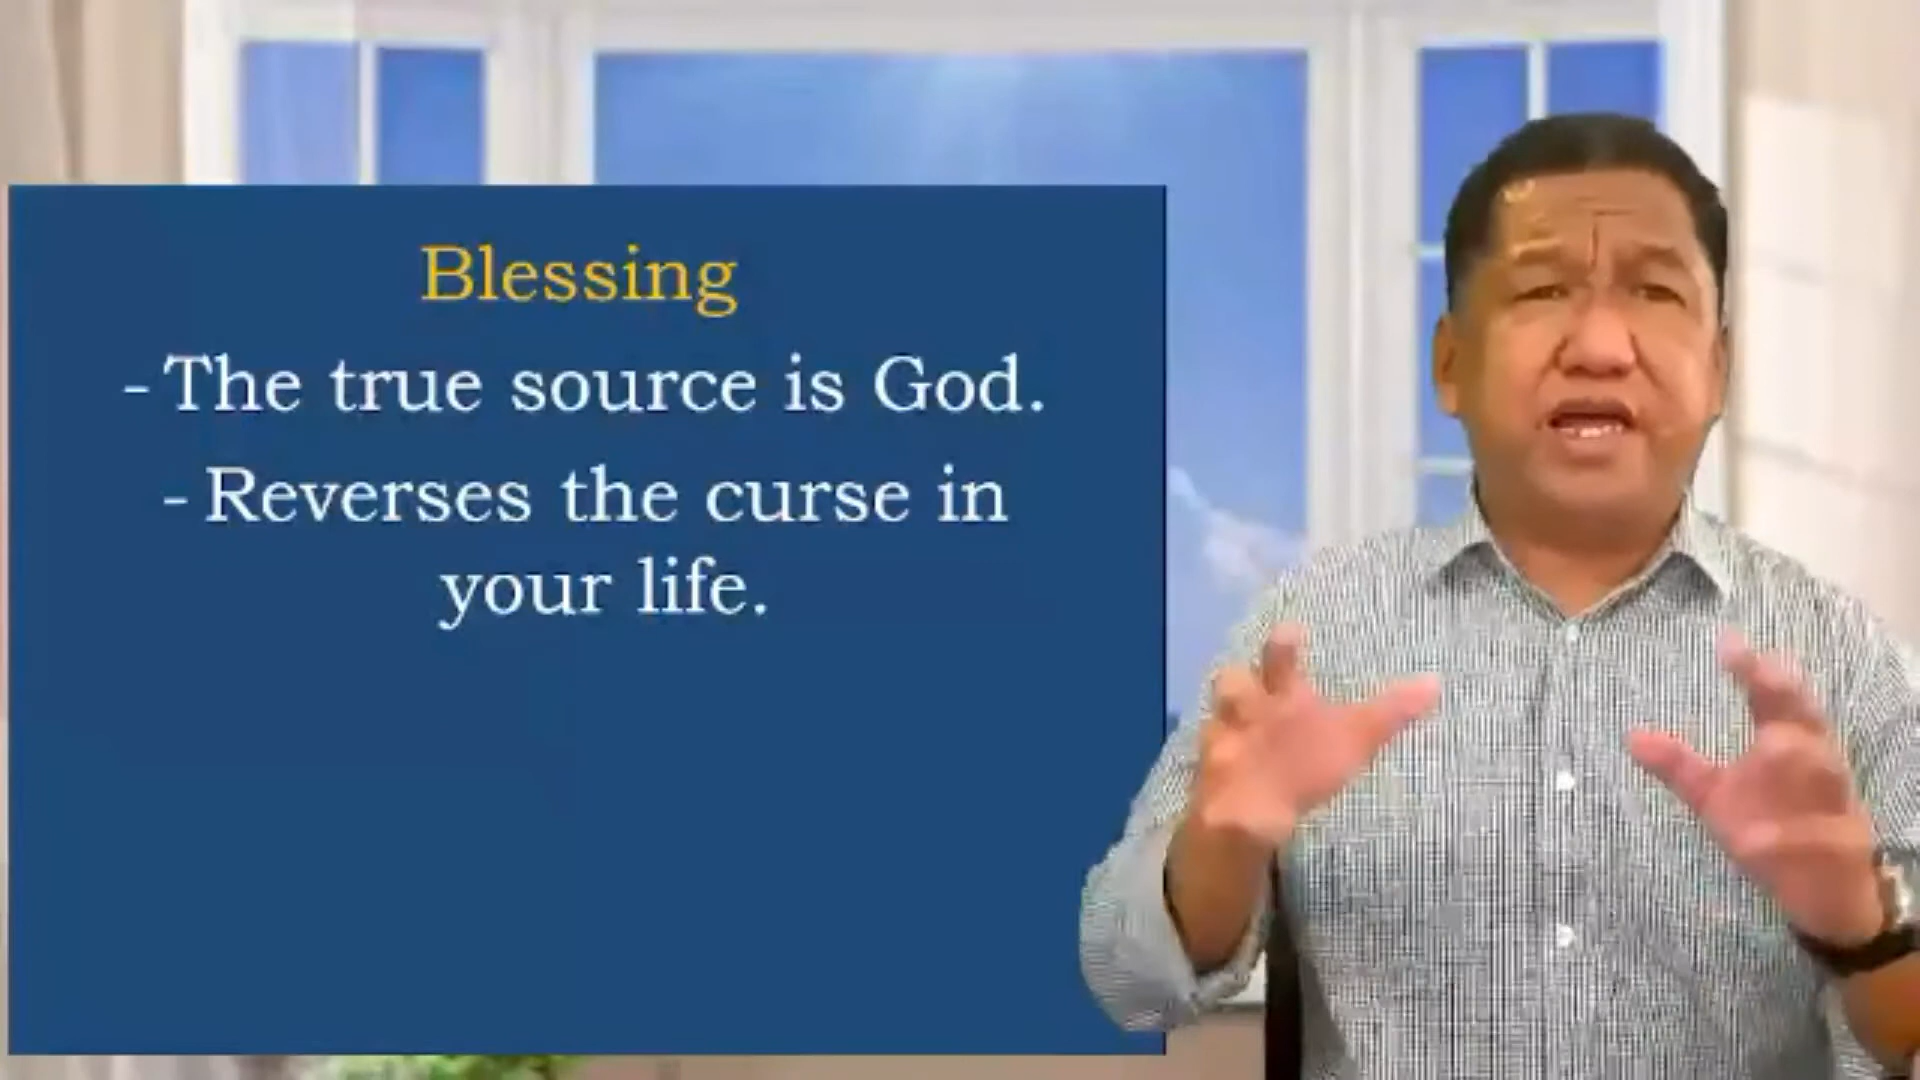 Blessing
- The true source is God.
- Reverses the curse in
your life.